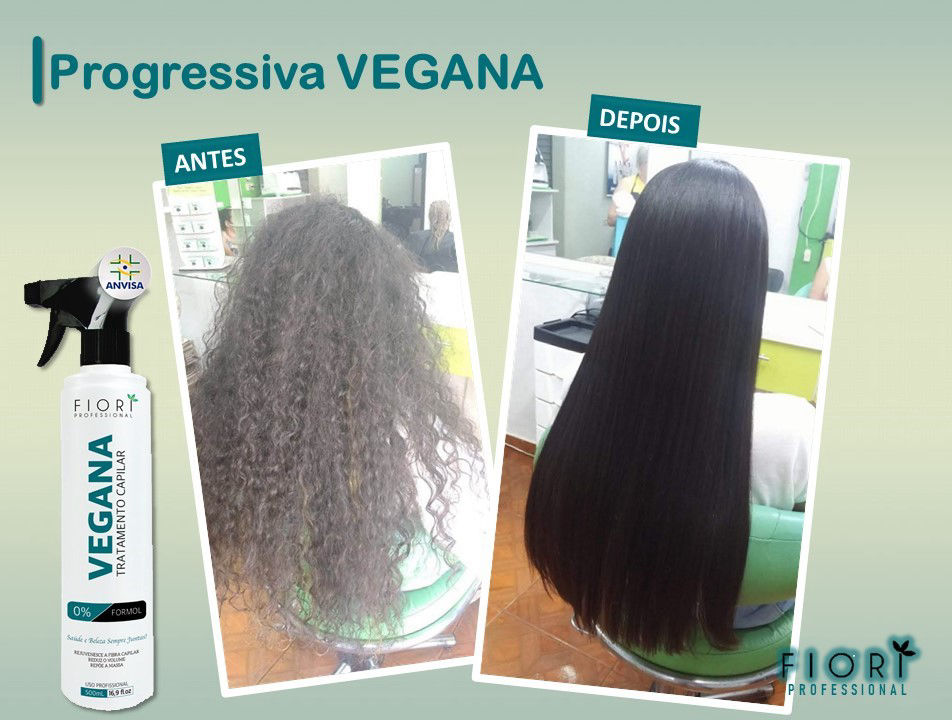 Progressiva VEGANA
ANTES
DEPOIS
ANVISA
FIORI
PROFESSIONAL
VEGANA
TRATAMENTO CAPILAR
0% FORMOL
Saúde e Beleza Sempre Juntas!
REJUVENESCE A FIBRA CAPILAR
REDUZ O VOLUME
REPÕE A MASSA
USO PROFISSIONAL
500mL 16,9 fl oz
FIORI
PROFESSIONAL